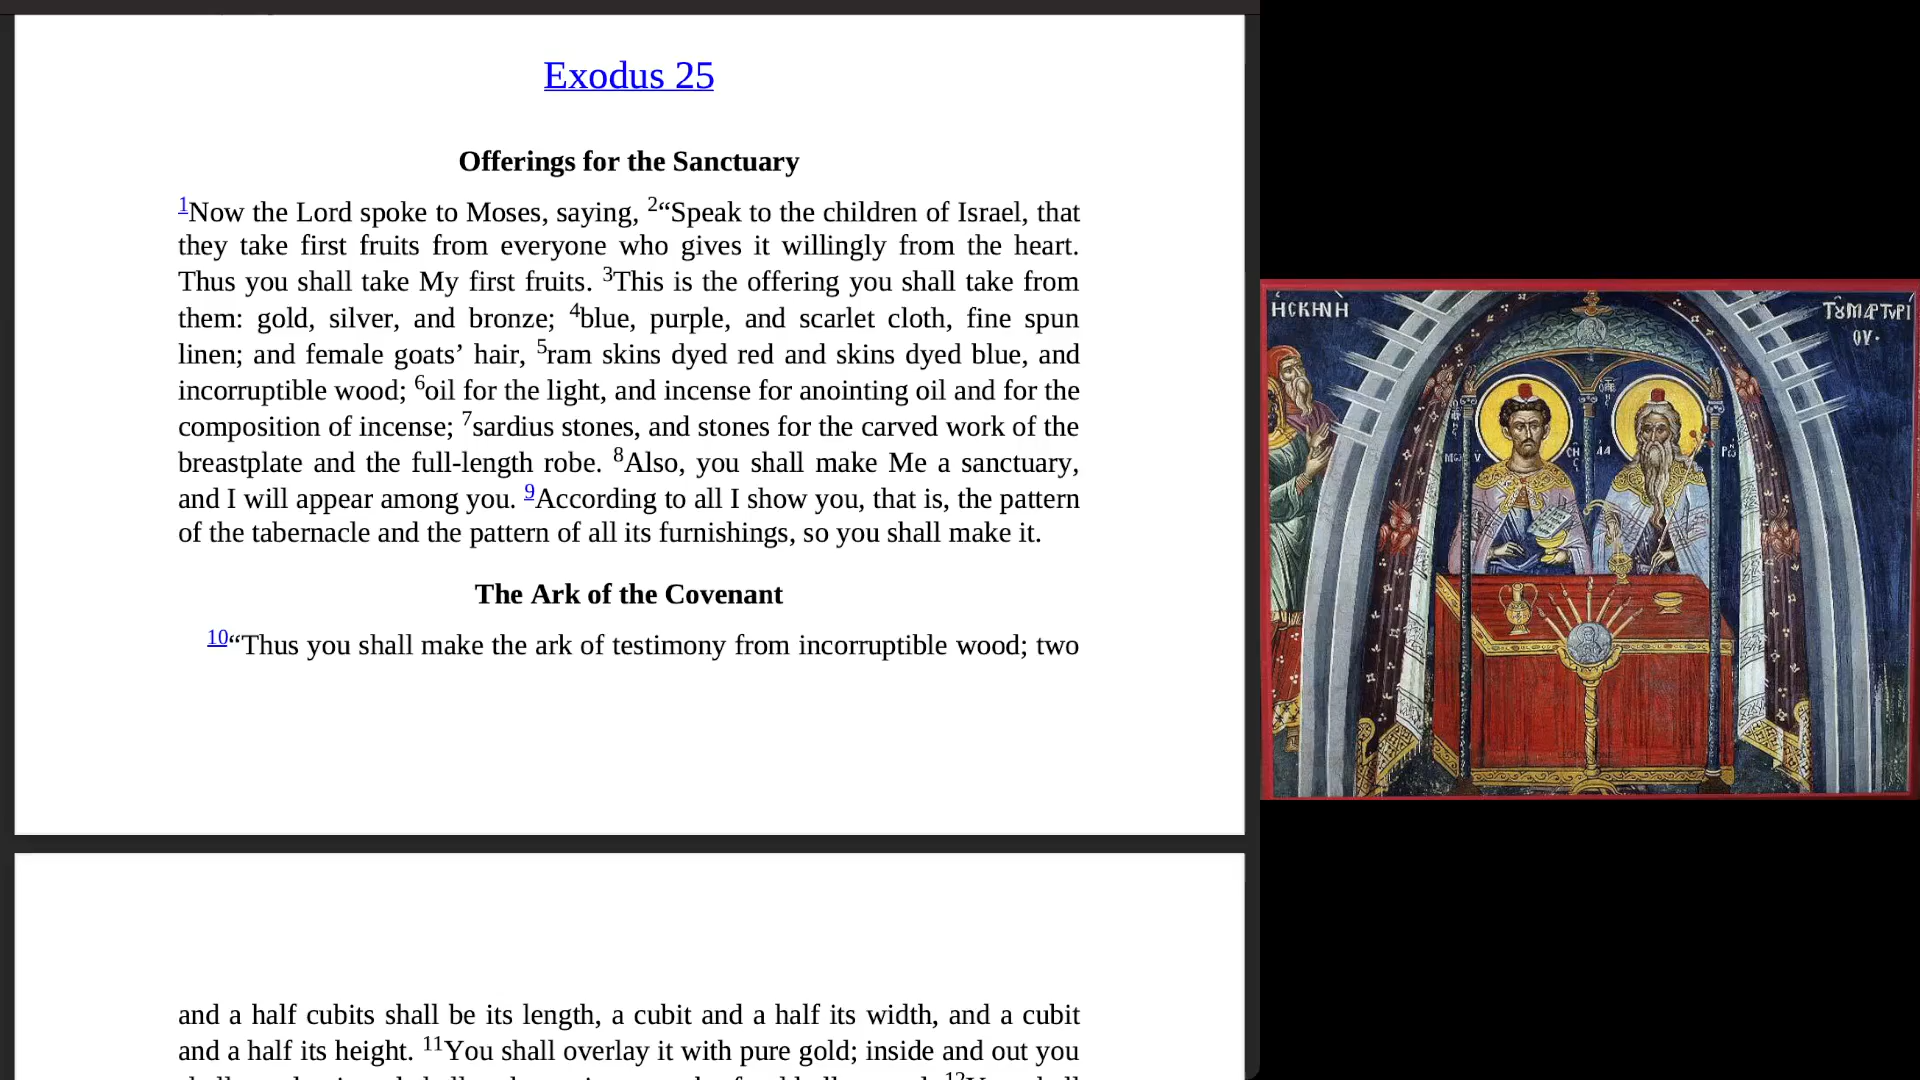 Exodus 25
Offerings for the Sanctuary
1Now the Lord spoke to Moses, saying, 2“Speak to the children of Israel, that
they take first fruits from everyone who gives it willingly from the heart.
Thus you shall take My first fruits. 3This is the offering you shall take from
them: gold, silver, and bronze; 4blue, purple, and scarlet cloth, fine spun
linen; and female goats’ hair, 5ram skins dyed red and skins dyed blue, and
incorruptible wood; 6oil for the light, and incense for anointing oil and for the
composition of incense; 7sardius stones, and stones for the carved work of the
breastplate and the full-length robe. 8Also, you shall make Me a sanctuary,
and I will appear among you. 9According to all I show you, that is, the pattern
of the tabernacle and the pattern of all its furnishings, so you shall make it.
The Ark of the Covenant
10“Thus you shall make the ark of testimony from incorruptible wood; two
and a half cubits shall be its length, a cubit and a half its width, and a cubit
and a half its height. 11You shall overlay it with pure gold; inside and out you
ἩCΚΗΝῊ
ΤȣΜΑΡΤΥΡΙ
ΟΥ·